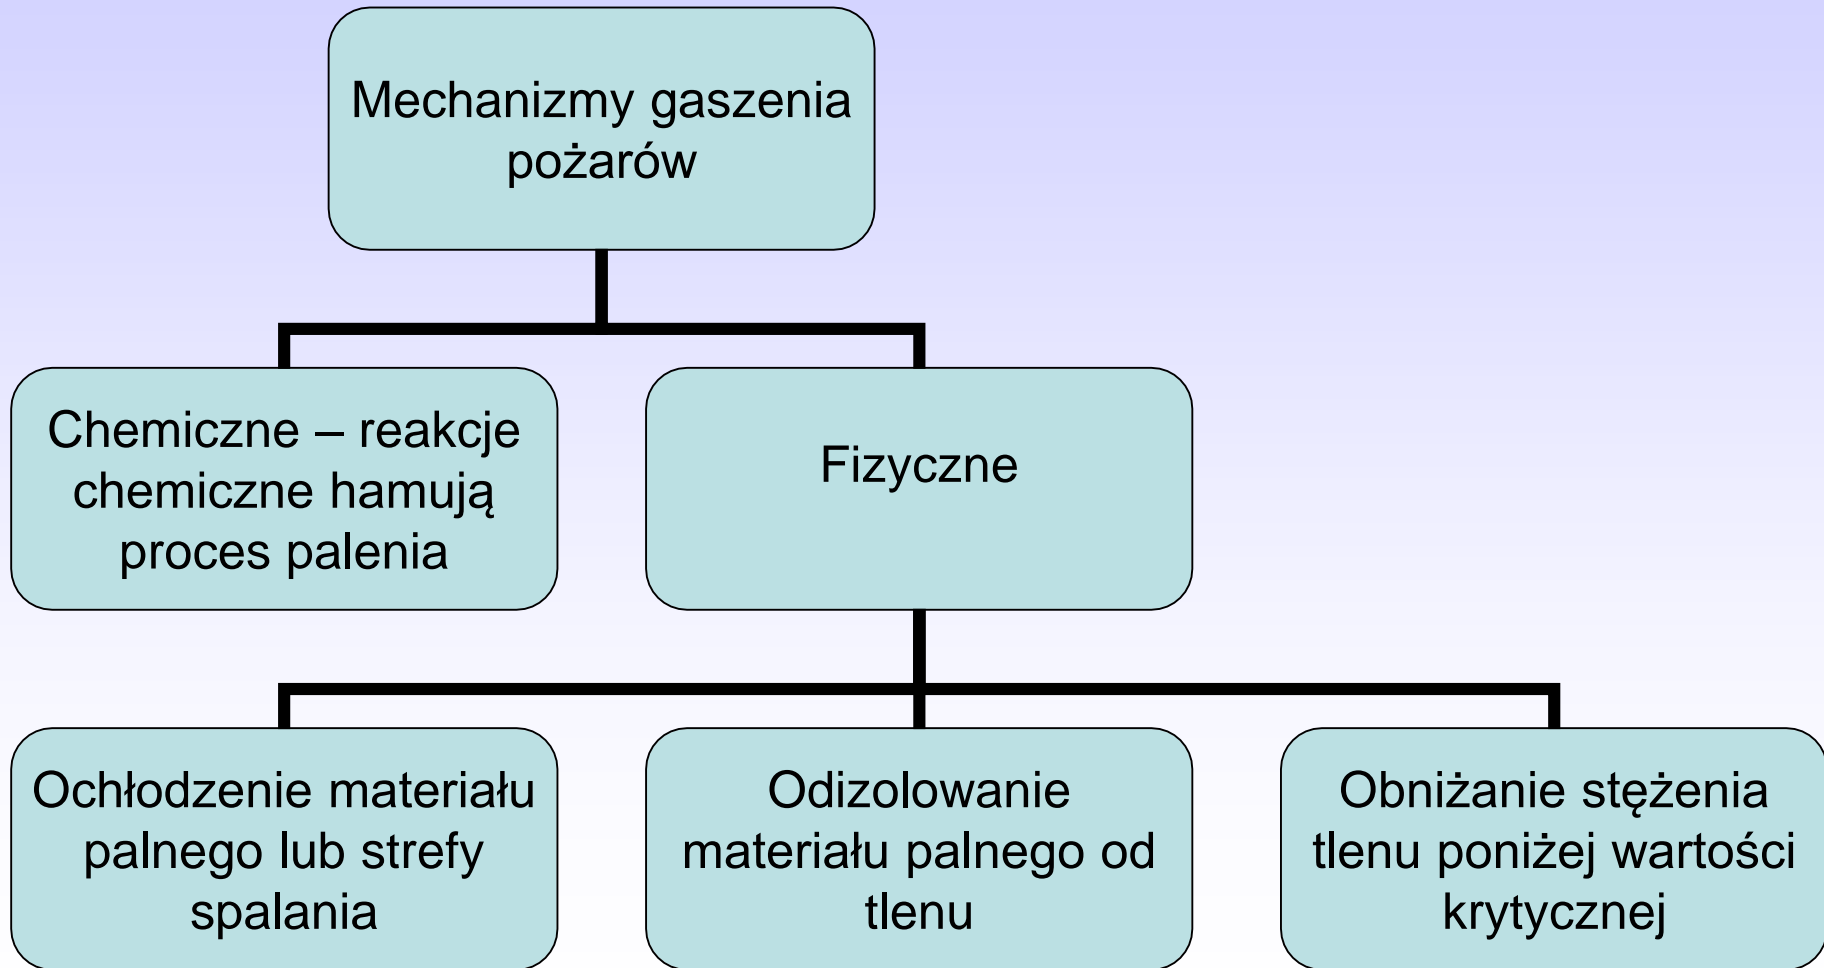 Mechanizmy gaszenia
pożarów
Chemiczne – reakcje
chemiczne hamują
proces palenia
Fizyczne
Ochłodzenie materiału
palnego lub strefy
spalania
Odizolowanie
materiału palnego od
tlenu
Obniżanie stężenia
tlenu poniżej wartości
krytycznej